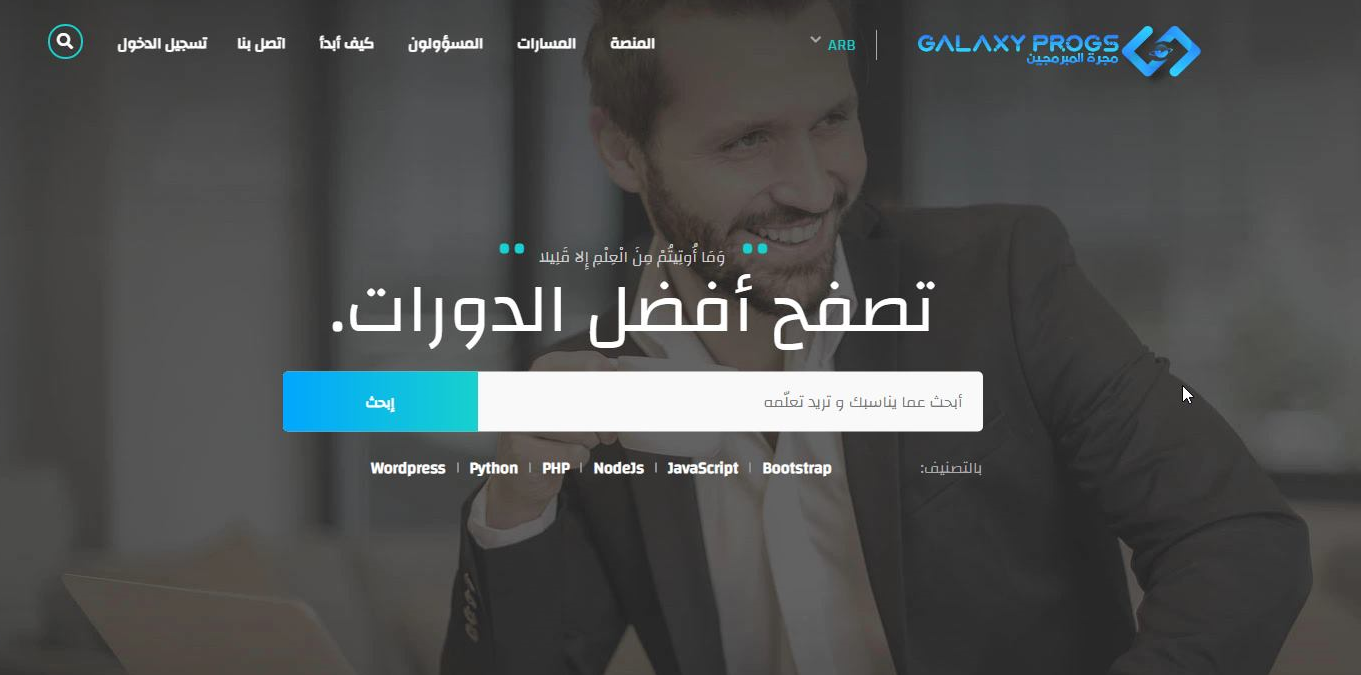 GALAXY PROGS
مجرة المبرمجين
ARB
المنصة
المسارات
المسؤولون
كيف أبدأ
اتصل بنا
تسجيل الدخول
وَمَا أُوتِيتُمْ مِنَ الْعِلْمِ إِلا قَلِيلا
تصفح أفضل الدورات.
أبحث عما يناسبك و تريد تعلّمه
إبحث
بالتصنيف:
Bootstrap | JavaScript | NodeJs | PHP | Python | Wordpress